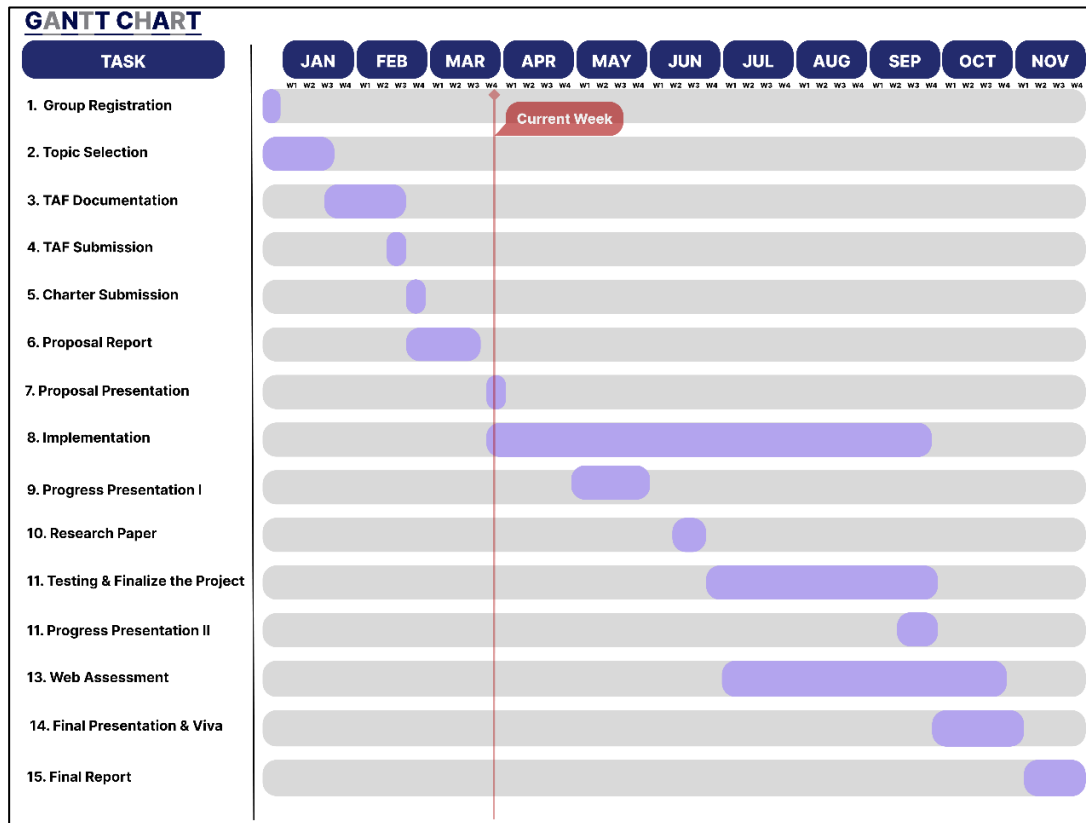 GANTT CHART
TASK JAN FEB MAR APR MAY JUN JUL AUG SEP OCT NOV
W1 W2 W3 W4 W1 W2 W3 W4 W1 W2 W3 W4 W1 W2 W3 W4 W1 W2 W3 W4 W1 W2 W3 W4 W1 W2 W3 W4 W1 W2 W3 W4 W1 W2 W3 W4 W1 W2 W3 W4 W1 W2 W3 W4
1. Group Registration
Current Week
2. Topic Selection
3. TAF Documentation
4. TAF Submission
5. Charter Submission
6. Proposal Report
7. Proposal Presentation
8. Implementation
9. Progress Presentation I
10. Research Paper
11. Testing & Finalize the Project
11. Progress Presentation II
13. Web Assessment
14. Final Presentation & Viva
15. Final Report